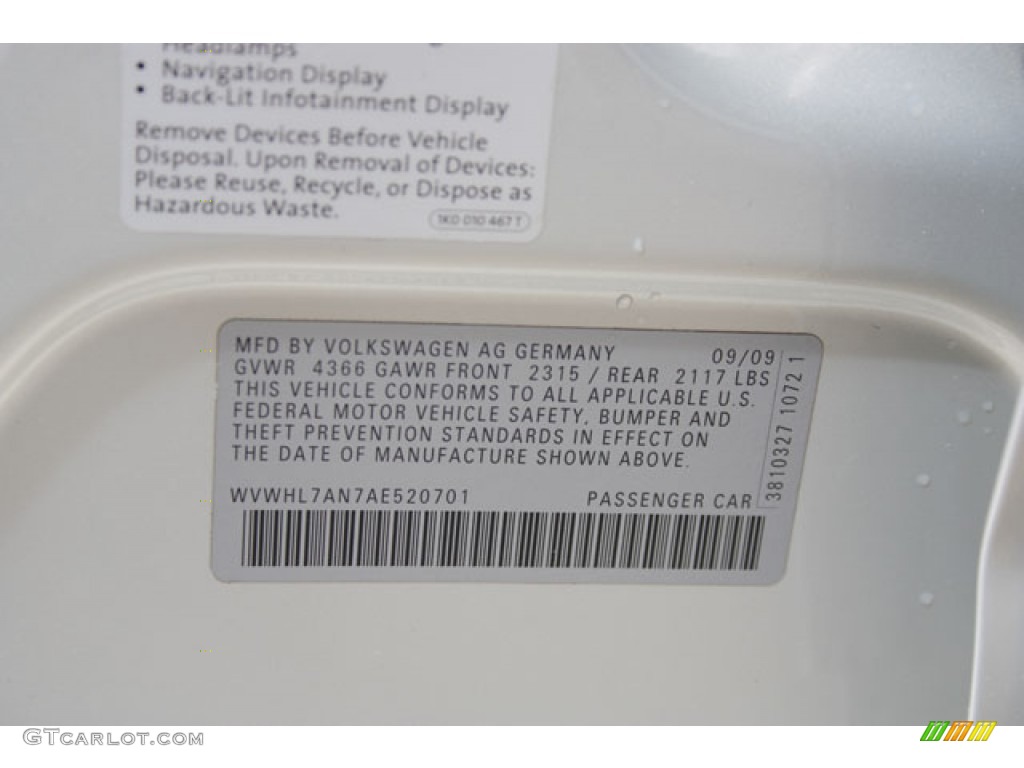 Headlamps
• Navigation Display
• Back-Lit Infotainment Display
Remove Devices Before Vehicle
Disposal. Upon Removal of Devices:
Please Reuse, Recycle, or Dispose as
Hazardous Waste.
1K0 010 467 T
MFD BY VOLKSWAGEN AG GERMANY 09/09
GVWR 4366 GAWR FRONT 2315 / REAR 2117 LBS
THIS VEHICLE CONFORMS TO ALL APPLICABLE U.S.
FEDERAL MOTOR VEHICLE SAFETY, BUMPER AND
THEFT PREVENTION STANDARDS IN EFFECT ON
THE DATE OF MANUFACTURE SHOWN ABOVE.
WVWHL7AN7AE520701 PASSENGER CAR
3810327 10721
GTCARLOT.COM